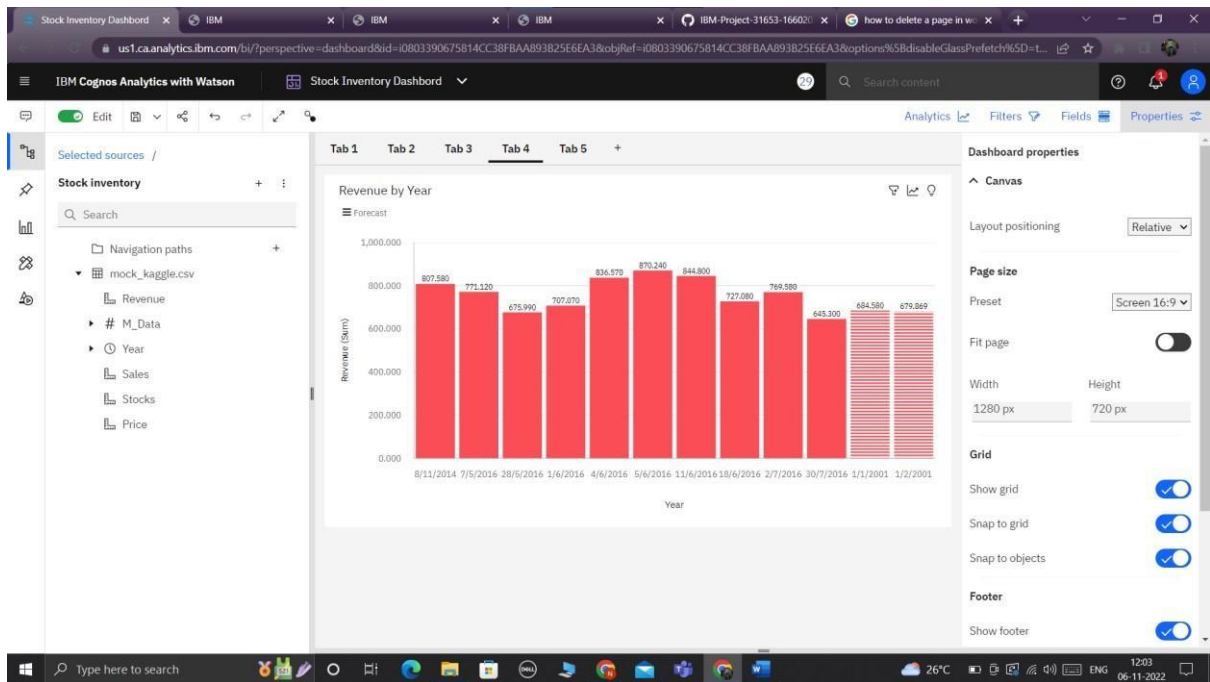 Stock Inventory Dashbord
IBM
IBM
IBM
IBM-Project-31653-166020
how to delete a page in wo
us1.ca.analytics.ibm.com/bi/?perspective=dashboard&id=i0803390675814CC38FBAA893B25E6EA3&objRef=i0803390675814CC38FBAA893B25E6EA3&options%5BdisableGlassPrefetch%5D=t...
IBM Cognos Analytics with Watson
Stock Inventory Dashbord
29
Search content
1
Edit
Analytics
Filters
Fields
Properties
Selected sources /
Stock inventory
Search
Navigation paths
mock_kaggle.csv
Revenue
# M_Data
Year
Sales
Stocks
Price
Tab 1 Tab 2 Tab 3 Tab 4 Tab 5 +
Revenue by Year
Forecast
1,000.000
800.000
600.000
400.000
200.000
0.000
Revenue (Sum)
807.580 771.120 675.990 707.070 836.570 870.240 844.800 727.080 769.580 645.300 684.580 679.869
8/11/2014 7/5/2016 28/5/2016 1/6/2016 4/6/2016 5/6/2016 11/6/2016 18/6/2016 2/7/2016 30/7/2016 1/1/2001 1/2/2001
Year
Dashboard properties
Canvas
Layout positioning Relative
Page size
Preset Screen 16:9
Fit page
Width Height
1280 px 720 px
Grid
Show grid
Snap to grid
Snap to objects
Footer
Show footer
Type here to search
DELL
26°C
ENG
12:03
06-11-2022